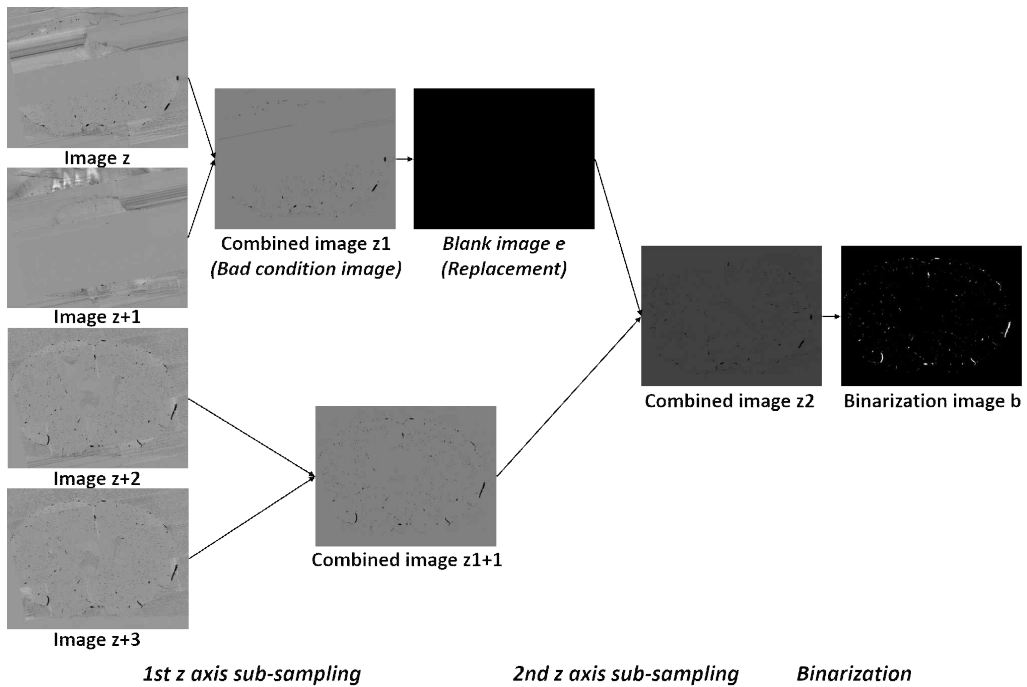 Image z
Image z+1
Image z+2
Image z+3
Combined image z1
(Bad condition image)
Blank image e
(Replacement)
Combined image z1+1
Combined image z2
Binarization image b
1st z axis sub-sampling
2nd z axis sub-sampling
Binarization